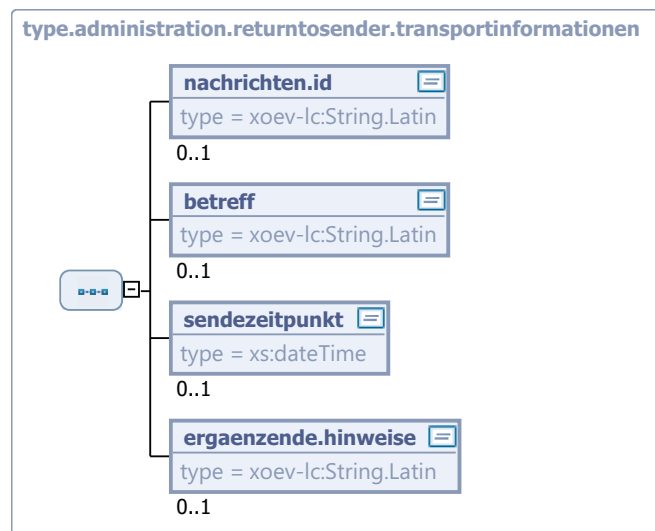 type.administration.returntosender.transportinformationen
nachrichten.id
type = xoev-lc:String.Latin
0..1
betreff
type = xoev-lc:String.Latin
0..1
sendezeitpunkt
type = xs:dateTime
0..1
ergaenzende.hinweise
type = xoev-lc:String.Latin
0..1